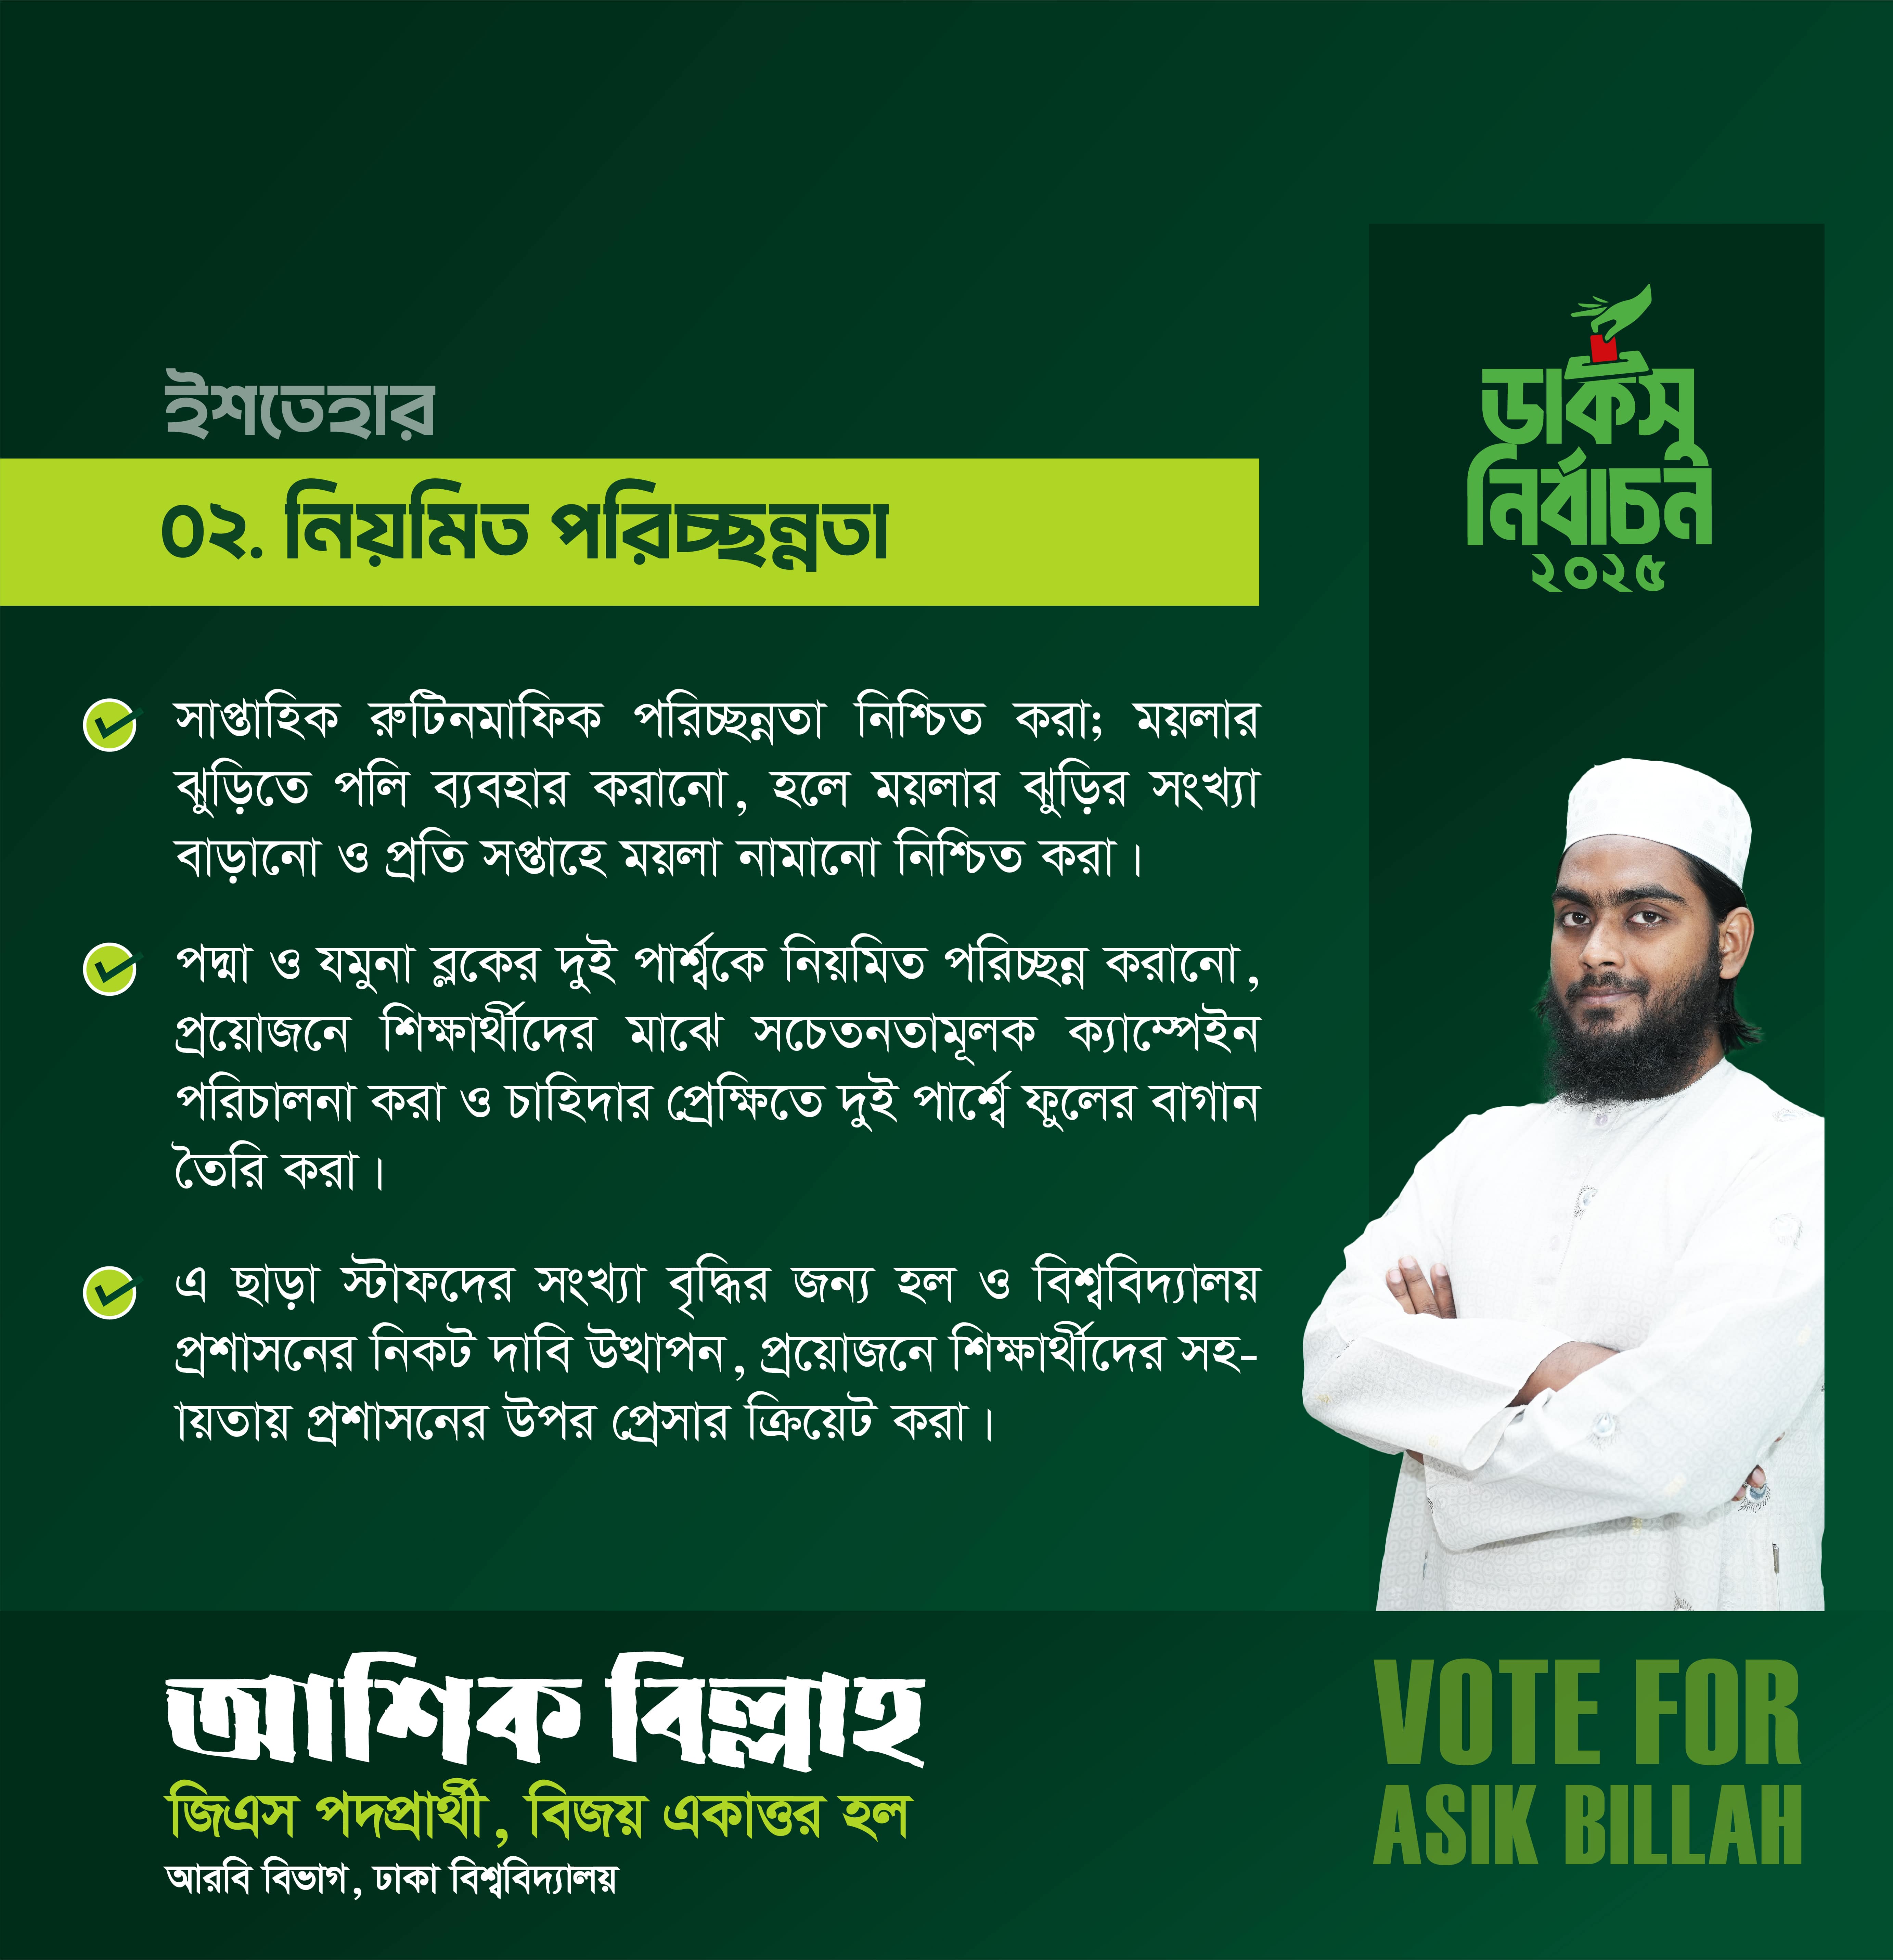 ইশতেহার
০২. নিয়মিত পরিচ্ছন্নতা
সাপ্তাহিক রুটিনমাফিক পরিচ্ছন্নতা নিশ্চিত করা; ময়লার
ঝুড়িতে পলি ব্যবহার করানো, হলে ময়লার ঝুড়ির সংখ্যা
বাড়ানো ও প্রতি সপ্তাহে ময়লা নামানো নিশ্চিত করা।
পদ্মা ও যমুনা ব্লকের দুই পার্শ্বকে নিয়মিত পরিচ্ছন্ন করানো,
প্রয়োজনে শিক্ষার্থীদের মাঝে সচেতনতামূলক ক্যাম্পেইন
পরিচালনা করা ও চাহিদার প্রেক্ষিতে দুই পার্শ্বে ফুলের বাগান
তৈরি করা।
এ ছাড়া স্টাফদের সংখ্যা বৃদ্ধির জন্য হল ও বিশ্ববিদ্যালয়
প্রশাসনের নিকট দাবি উত্থাপন, প্রয়োজনে শিক্ষার্থীদের সহ-
ায়তায় প্রশাসনের উপর প্রেসার ক্রিয়েট করা।
ডাকসু
নির্বাচন
২০২৫
আশিক বিল্লাহ
জিএস পদপ্রার্থী, বিজয় একাত্তর হল
আরবি বিভাগ, ঢাকা বিশ্ববিদ্যালয়
VOTE FOR
ASIK BILLAH